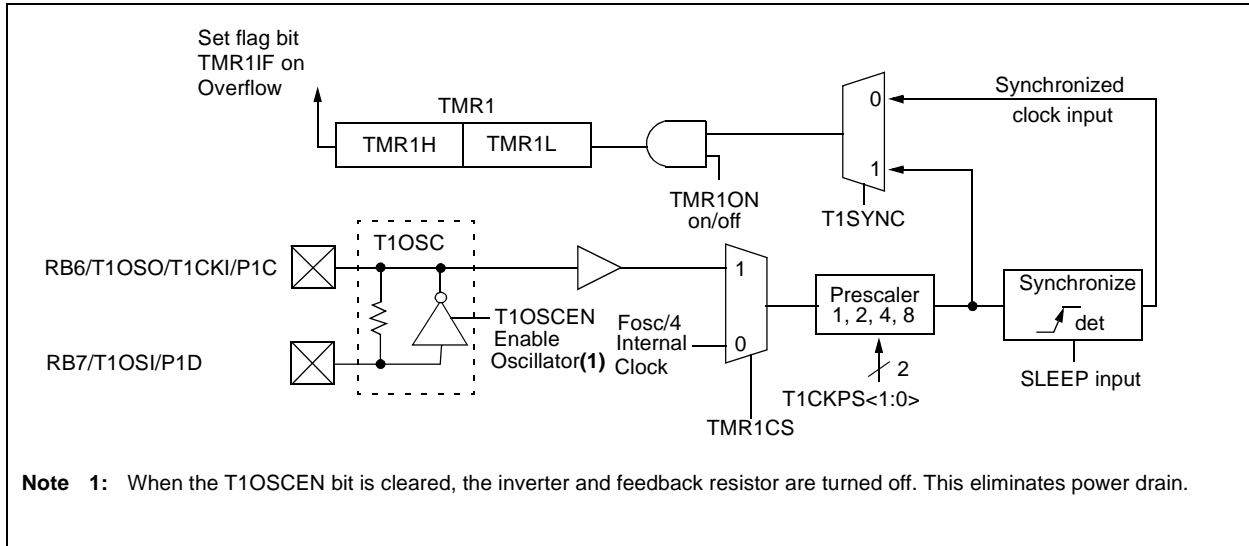 Set flag bit
TMR1IF on
Overflow
TMR1
TMR1H
TMR1L
TMR1ON
on/off
0
1
T1SYNC
Synchronized
clock input
T1OSC
RB6/T1OSO/T1CKI/P1C
RB7/T1OSI/P1D
T1OSCEN
Enable
Oscillator(1)
Fosc/4
Internal
Clock
1
0
TMR1CS
Prescaler
1, 2, 4, 8
2
T1CKPS<1:0>
Synchronize
det
SLEEP input
Note 1: When the T1OSCEN bit is cleared, the inverter and feedback resistor are turned off. This eliminates power drain.